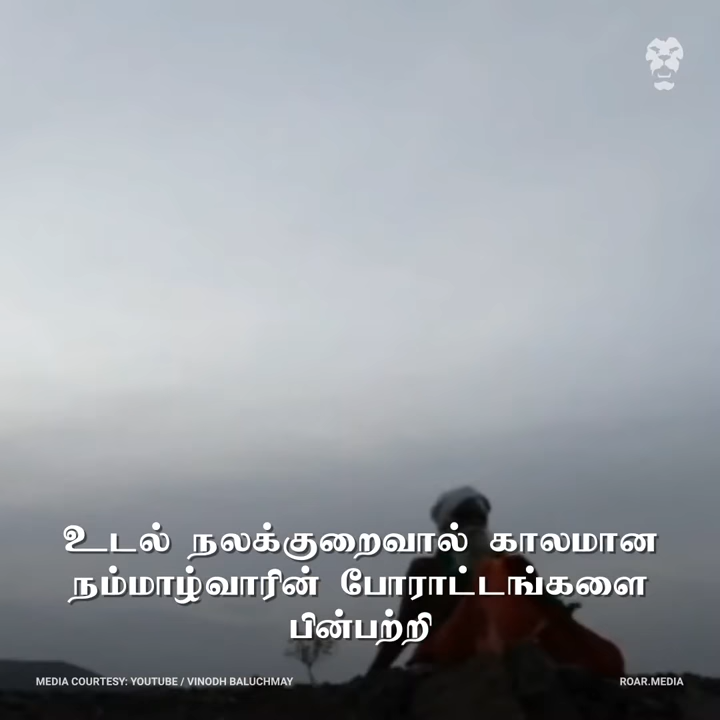 உடல் நலக்குறைவால் காலமான
நம்மாழ்வாரின் போராட்டங்களை
பின்பற்றி
MEDIA COURTESY: YOUTUBE / VINODH BALUCHMAY
ROAR.MEDIA